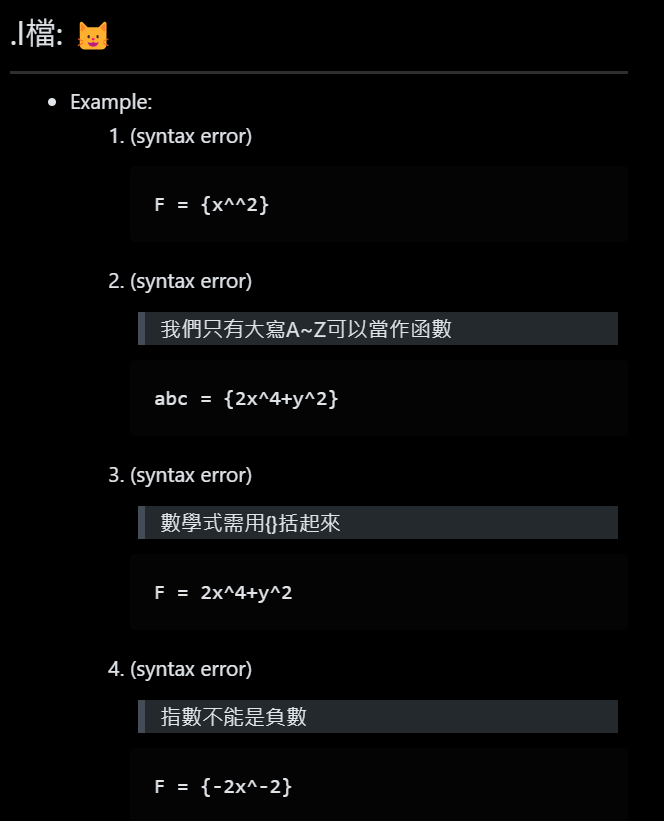 .l檔: 😺
Example:
1. (syntax error)
F = {x^^2}
2. (syntax error)
我們只有大寫A~Z可以當作函數
abc = {2x^4+y^2}
3. (syntax error)
數學式需用{}括起來
F = 2x^4+y^2
4. (syntax error)
指數不能是負數
F = {-2x^-2}